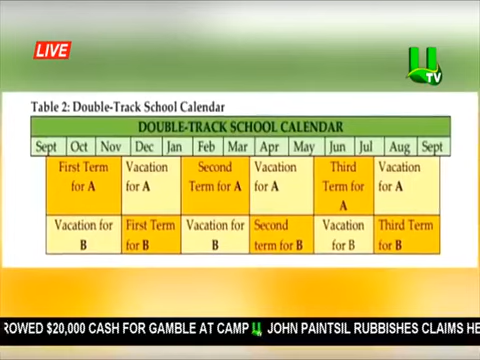 LIVE
U
TV
Table 2: Double-Track School Calendar
DOUBLE-TRACK SCHOOL CALENDAR
Sept Oct Nov Dec Jan Feb Mar Apr May Jun Jul Aug Sept
First Term for A
Vacation for A
Second Term for A
Vacation for A
Third Term for A
Vacation for A
Vacation for B
First Term for B
Vacation for B
Second term for B
Vacation for B
Third Term for B
ROWED $20,000 CASH FOR GAMBLE AT CAMP U JOHN PAINTSIL RUBBISHES CLAIMS HE